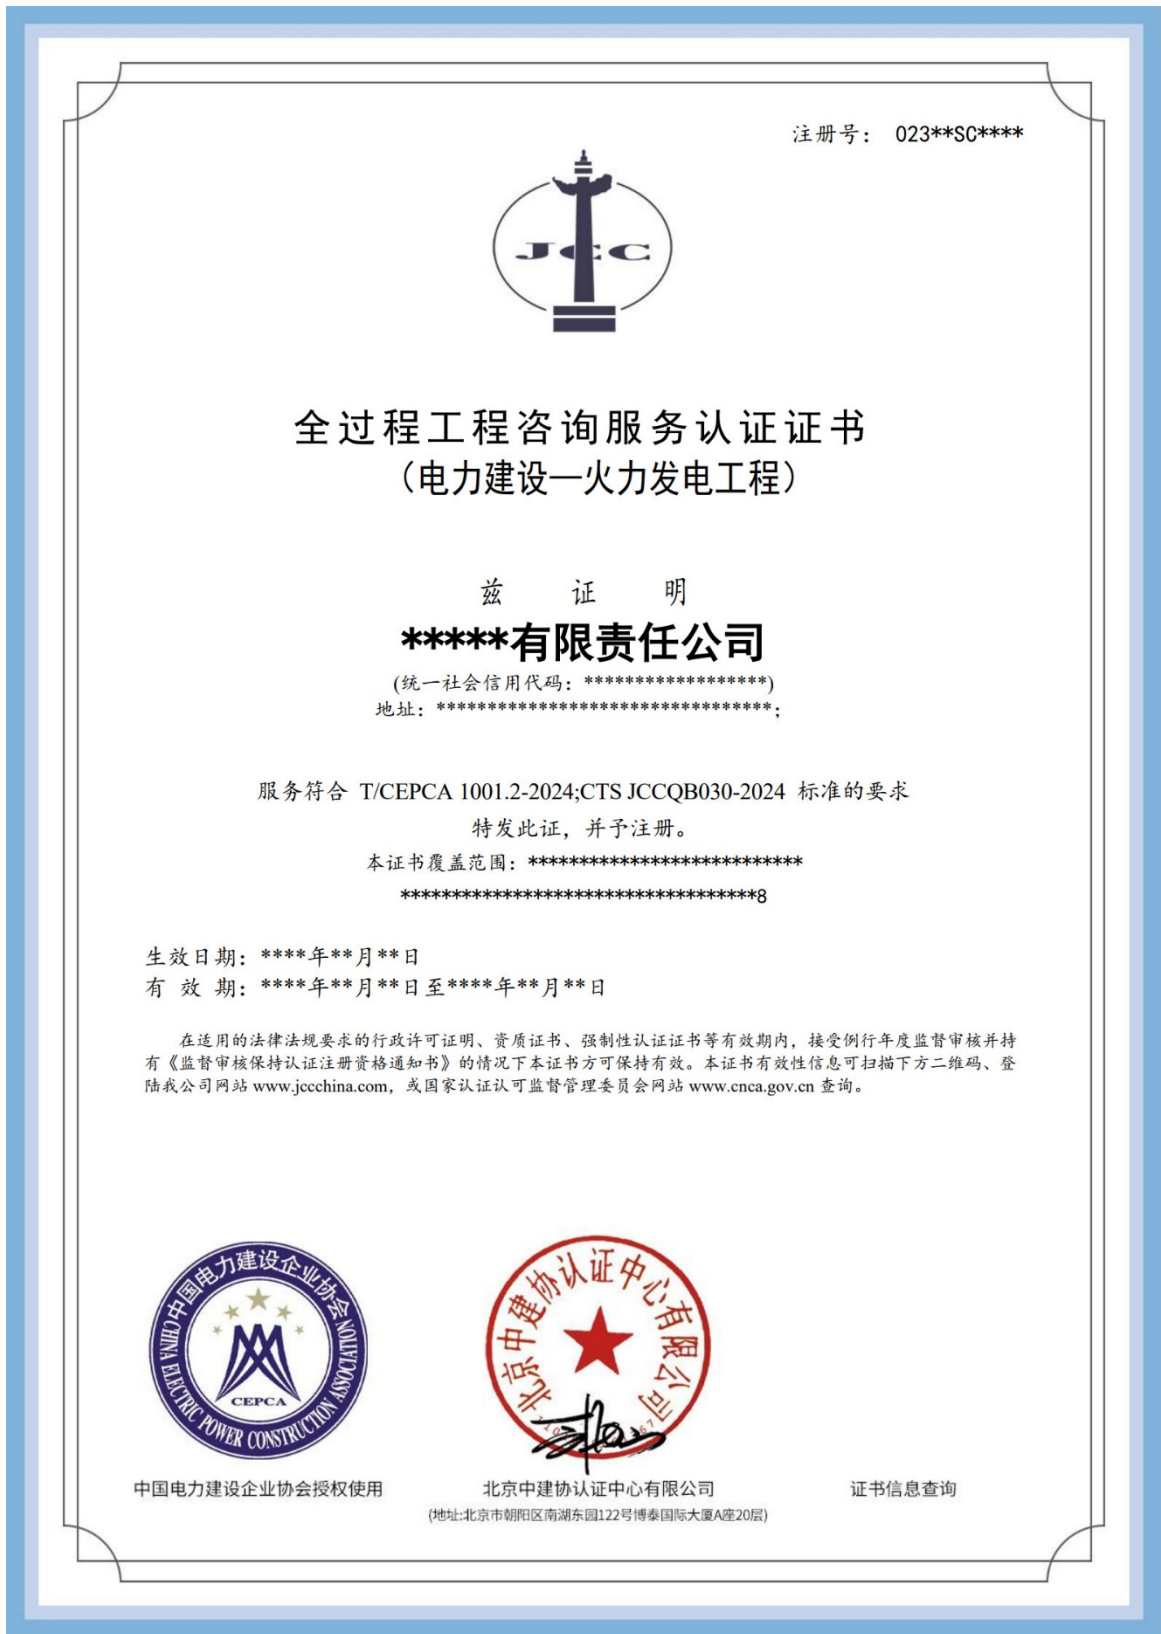 注册号： 023**SC****
JCC
全过程工程咨询服务认证证书
（电力建设—火力发电工程）
兹 证 明
*****有限责任公司
(统一社会信用代码：******************)
地址：*********************************;
服务符合 T/CEPCA 1001.2-2024;CTS JCCQB030-2024 标准的要求
特发此证，并予注册。
本证书覆盖范围：***************************
***********************************8
生效日期：****年**月**日
有 效 期：****年**月**日至****年**月**日
在适用的法律法规要求的行政许可证明、资质证书、强制性认证证书等有效期内，接受例行年度监督审核并持
有《监督审核保持认证注册资格通知书》的情况下本证书方可保持有效。本证书有效性信息可扫描下方二维码、登
陆我公司网站 www.jccchina.com，或国家认证认可监督管理委员会网站 www.cnca.gov.cn 查询。
中国电力建设企业协会
CEPCA
CHINA ELECTRIC POWER CONSTRUCTION ASSOCIATION
北京中建协认证中心有限公司
中国电力建设企业协会授权使用
北京中建协认证中心有限公司
(地址:北京市朝阳区南湖东园122号博泰国际大厦A座20层)
证书信息查询